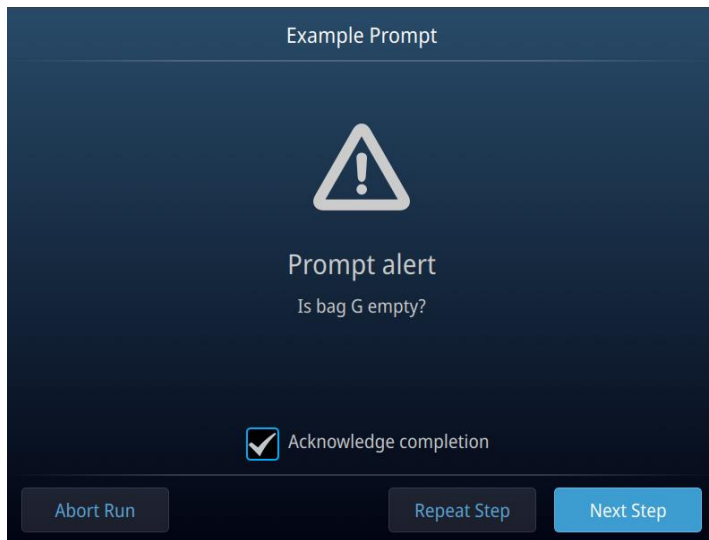 Example Prompt
Prompt alert
Is bag G empty?
Acknowledge completion
Abort Run
Repeat Step
Next Step